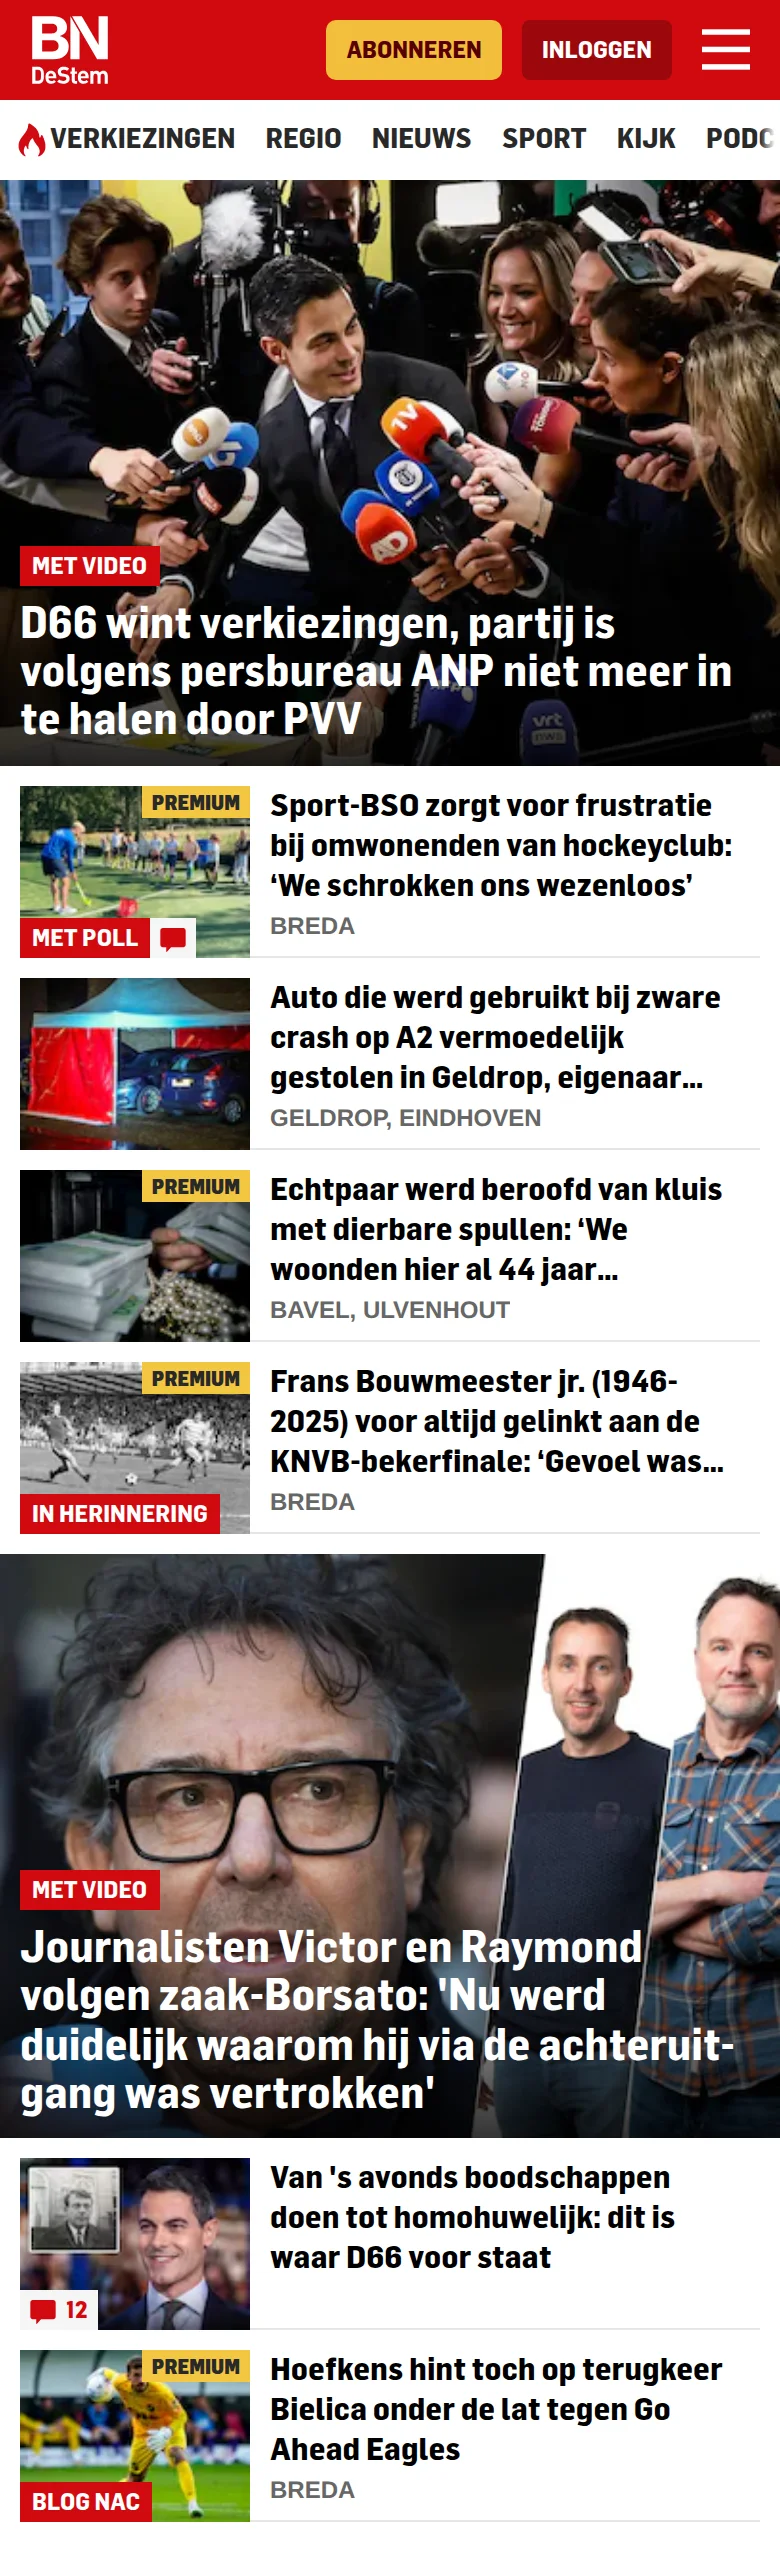 BN
DeStem
ABONNEREN
INLOGGEN
VERKIEZINGEN REGIO NIEUWS SPORT KIJK PODC
TV
AD
vrt
nws
MET VIDEO
D66 wint verkiezingen, partij is
volgens persbureau ANP niet meer in
te halen door PVV
PREMIUM
MET POLL
Sport-BSO zorgt voor frustratie
bij omwonenden van hockeyclub:
‘We schrokken ons wezenloos’
BREDA
Auto die werd gebruikt bij zware
crash op A2 vermoedelijk
gestolen in Geldrop, eigenaar...
GELDROP, EINDHOVEN
PREMIUM
Echtpaar werd beroofd van kluis
met dierbare spullen: ‘We
woonden hier al 44 jaar...
BAVEL, ULVENHOUT
PREMIUM
IN HERINNERING
Frans Bouwmeester jr. (1946-
2025) voor altijd gelinkt aan de
KNVB-bekerfinale: ‘Gevoel was...
BREDA
MET VIDEO
Journalisten Victor en Raymond
volgen zaak-Borsato: 'Nu werd
duidelijk waarom hij via de achteruit-
gang was vertrokken'
12
Van 's avonds boodschappen
doen tot homohuwelijk: dit is
waar D66 voor staat
PREMIUM
BLOG NAC
Hoefkens hint toch op terugkeer
Bielica onder de lat tegen Go
Ahead Eagles
BREDA